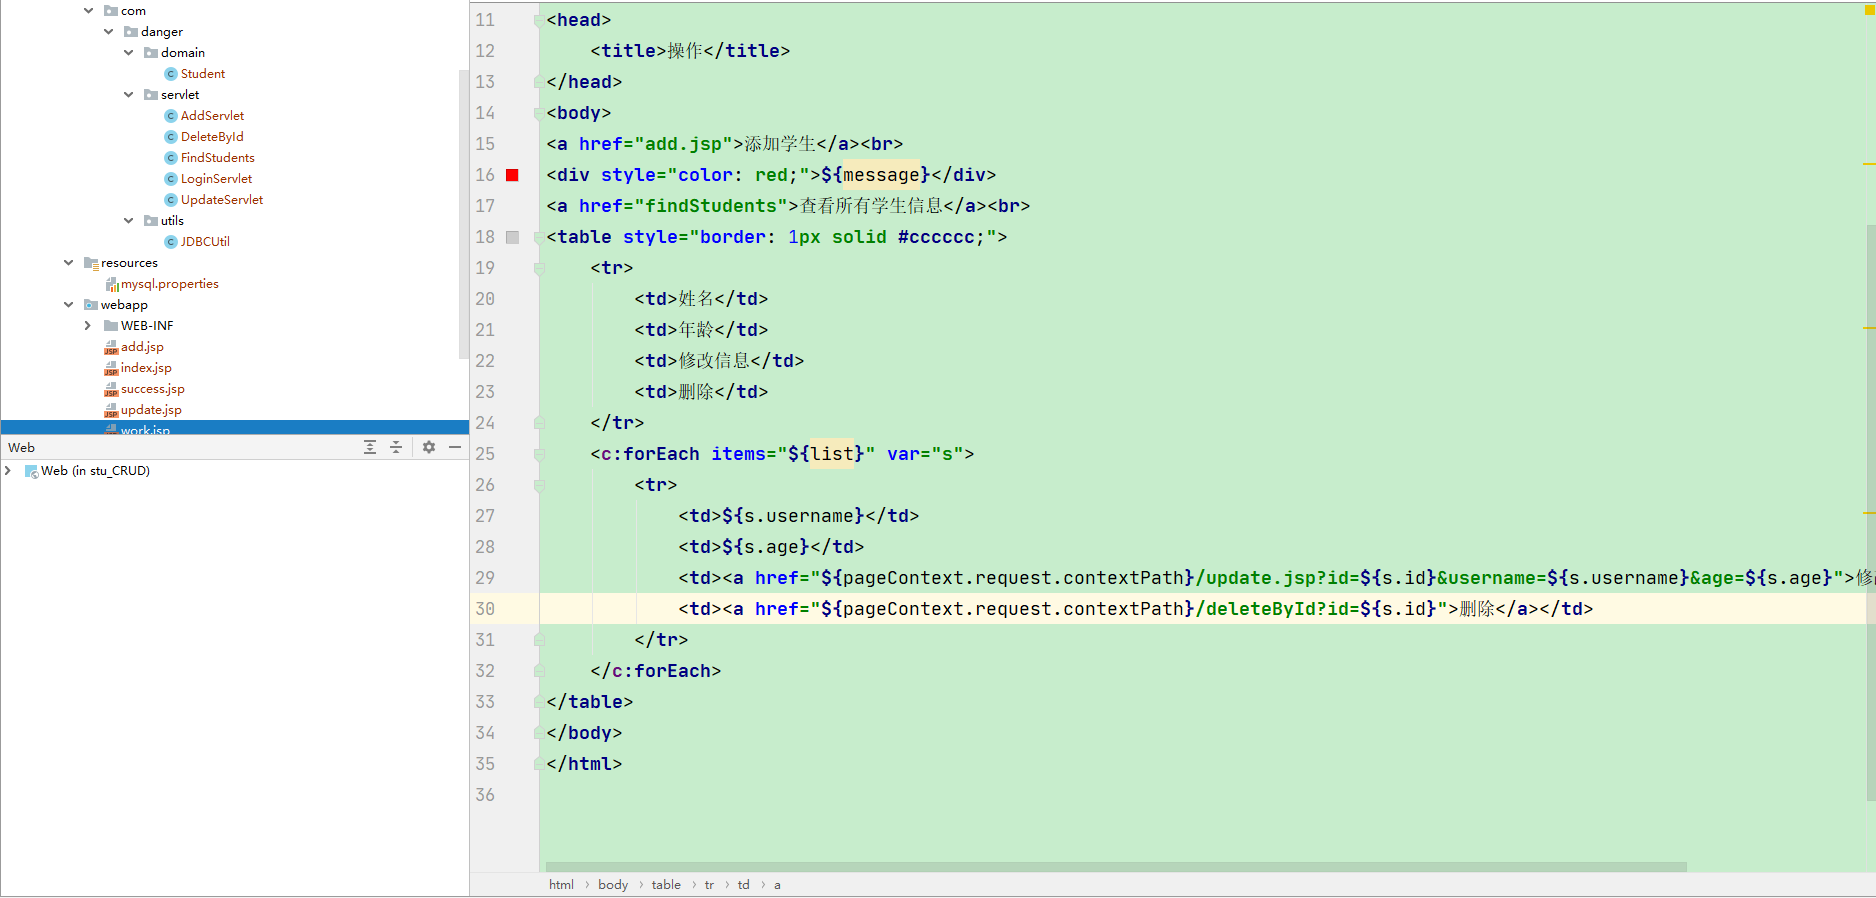 com
danger
domain
Student
servlet
AddServlet
DeleteById
FindStudents
LoginServlet
UpdateServlet
utils
JDBCUtil
resources
mysql.properties
webapp
WEB-INF
add.jsp
index.jsp
success.jsp
update.jsp
work.jsp
Web
Web (in stu_CRUD)
11 <head>
12 <title>操作</title>
13 </head>
14 <body>
15 <a href="add.jsp">添加学生</a><br>
16 <div style="color: red;">${message}</div>
17 <a href="findStudents">查看所有学生信息</a><br>
18 <table style="border: 1px solid #cccccc;">
19 <tr>
20 <td>姓名</td>
21 <td>年龄</td>
22 <td>修改信息</td>
23 <td>删除</td>
24 </tr>
25 <c:forEach items="${list}" var="s">
26 <tr>
27 <td>${s.username}</td>
28 <td>${s.age}</td>
29 <td><a href="${pageContext.request.contextPath}/update.jsp?id=${s.id}&username=${s.username}&age=${s.age}">修
30 <td><a href="${pageContext.request.contextPath}/deleteById?id=${s.id}">删除</a></td>
31 </tr>
32 </c:forEach>
33 </table>
34 </body>
35 </html>
36
html › body › table › tr › td › a